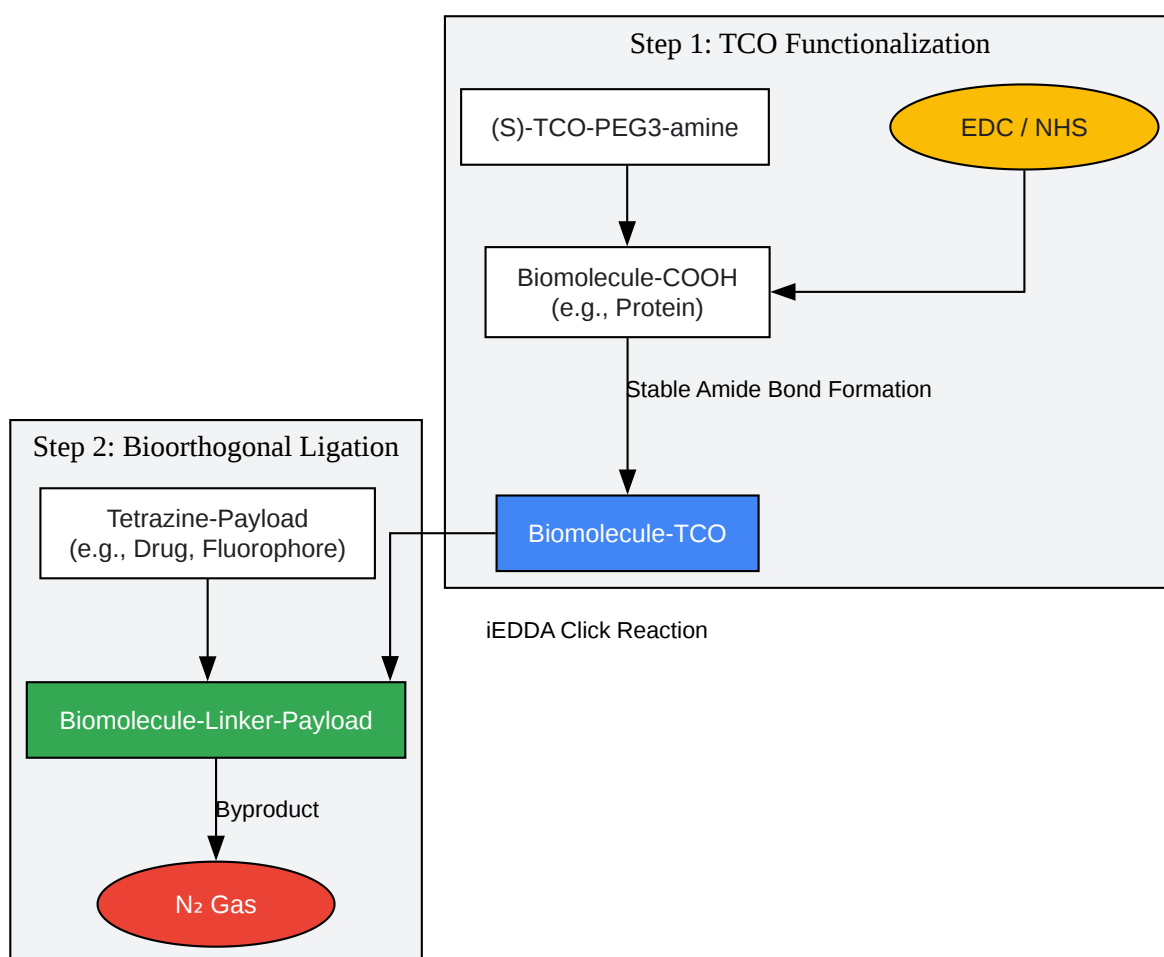 Step 1: TCO Functionalization
(S)-TCO-PEG3-amine
EDC / NHS
Biomolecule-COOH
(e.g., Protein)
Stable Amide Bond Formation
Biomolecule-TCO
iEDDA Click Reaction
Step 2: Bioorthogonal Ligation
Tetrazine-Payload
(e.g., Drug, Fluorophore)
Biomolecule-Linker-Payload
Byproduct
N₂ Gas